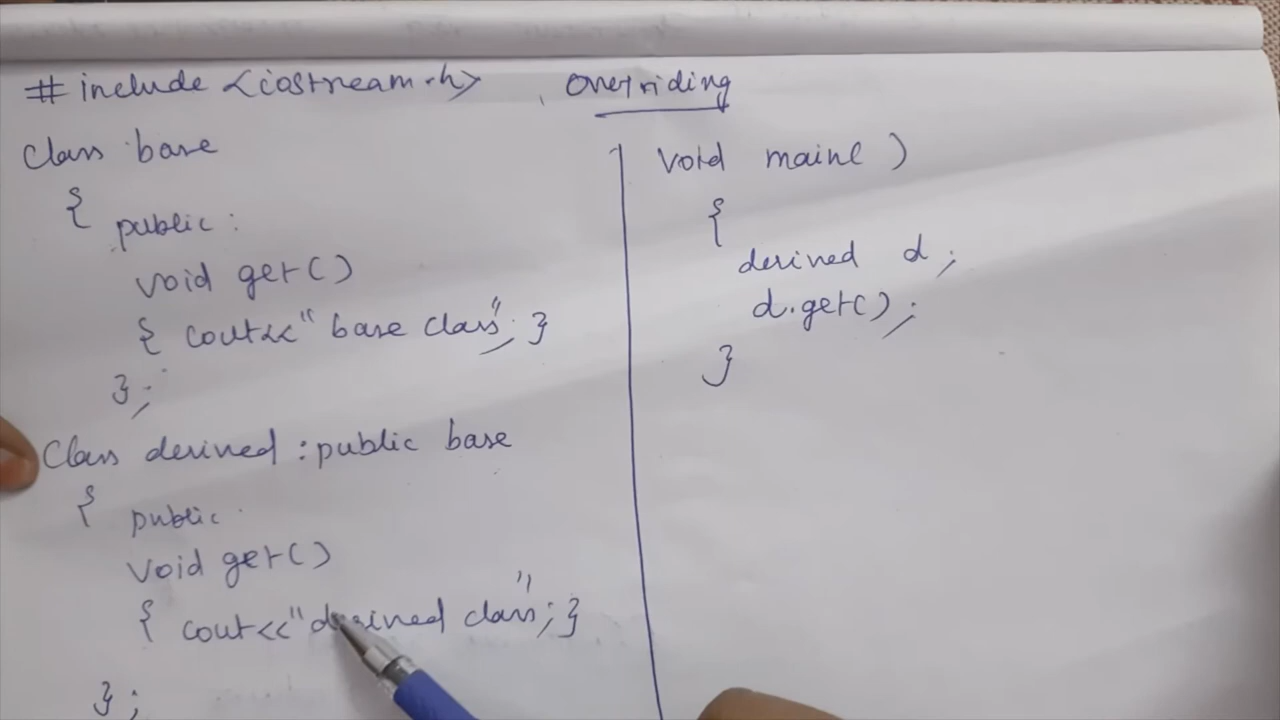 # include <iostream.h>
Overriding
Class base
{ public:
void get()
{ cout<<"base class"; }
};
Class derived : public base
{ public.
void get()
{ cout<<"derived class"; }
};
void main()
{
derived d;
d.get();
}